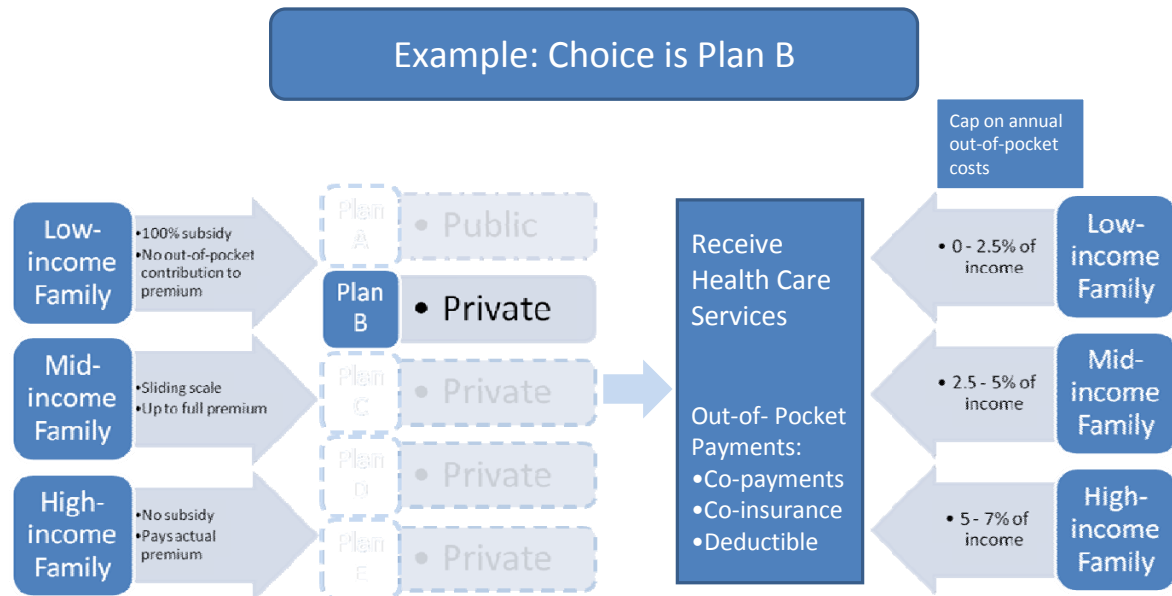 Example: Choice is Plan B
Cap on annual
out-of-pocket
costs
Low-
income
Family
•100% subsidy
•No out-of-pocket
contribution to
premium
Mid-
income
Family
•Sliding scale
•Up to full premium
High-
income
Family
•No subsidy
•Pays actual
premium
Plan
A
• Public
Plan
B
• Private
Plan
C
• Private
Plan
D
• Private
Plan
E
• Private
Receive
Health Care
Services
Out-of- Pocket
Payments:
•Co-payments
•Co-insurance
•Deductible
• 0 - 2.5% of
income
Low-
income
Family
• 2.5 - 5% of
income
Mid-
income
Family
• 5 - 7% of
income
High-
income
Family